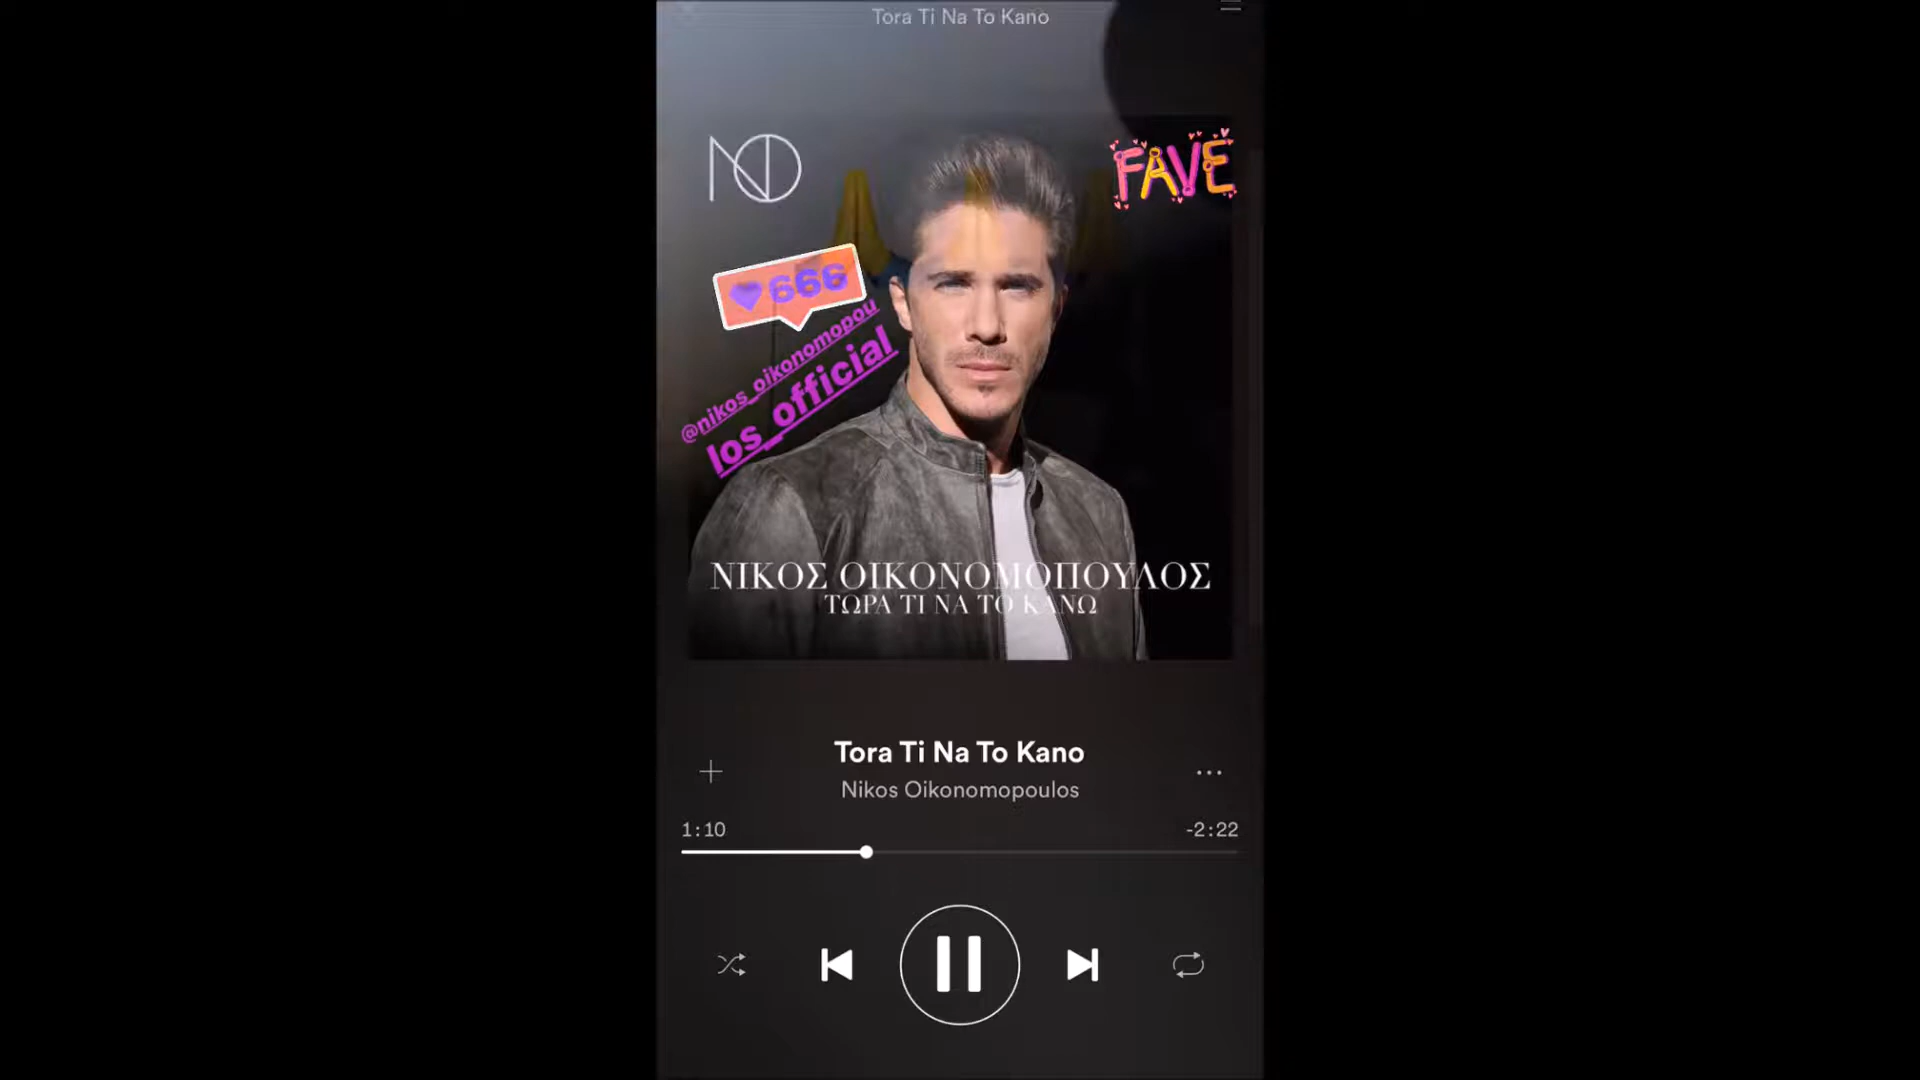 Tora Ti Na To Kano
NO
FAVE
666
@nikos_oikonomopou
los_official
ΝΙΚΟΣ ΟΙΚΟΝΟΜΟΠΟΥΛΟΣ
ΤΩΡΑ ΤΙ ΝΑ ΤΟ ΚΑΝΩ
Tora Ti Na To Kano
Nikos Oikonomopoulos
1:10
-2:22